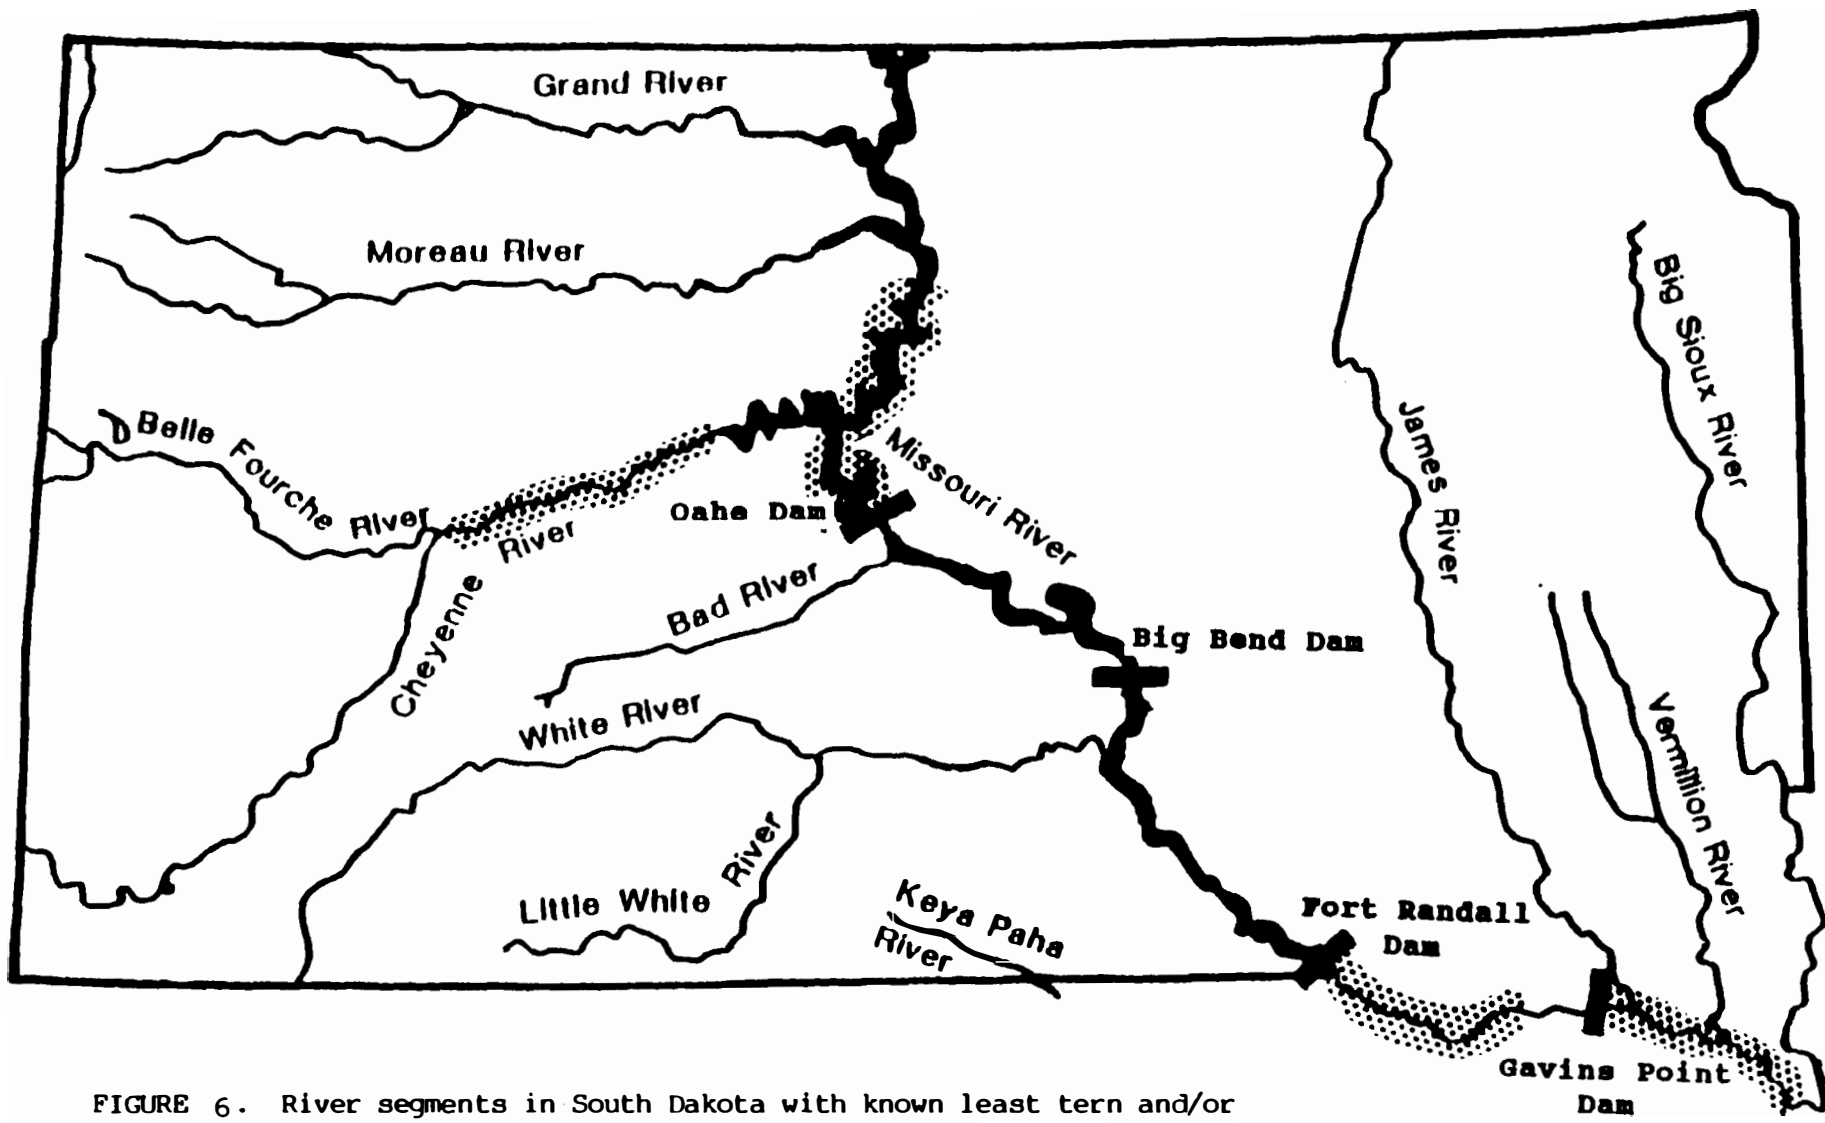 Grand River
Moreau River
Belle Fourche River
Cheyenne River
Missouri River
Oahe Dam
Bad River
Big Bend Dam
White River
Little White River
Keya Paha
River
James River
Big Sioux River
Vermillion River
Fort Randall
Dam
Gavins Point
Dam
FIGURE 6. River segments in South Dakota with known least tern and/or